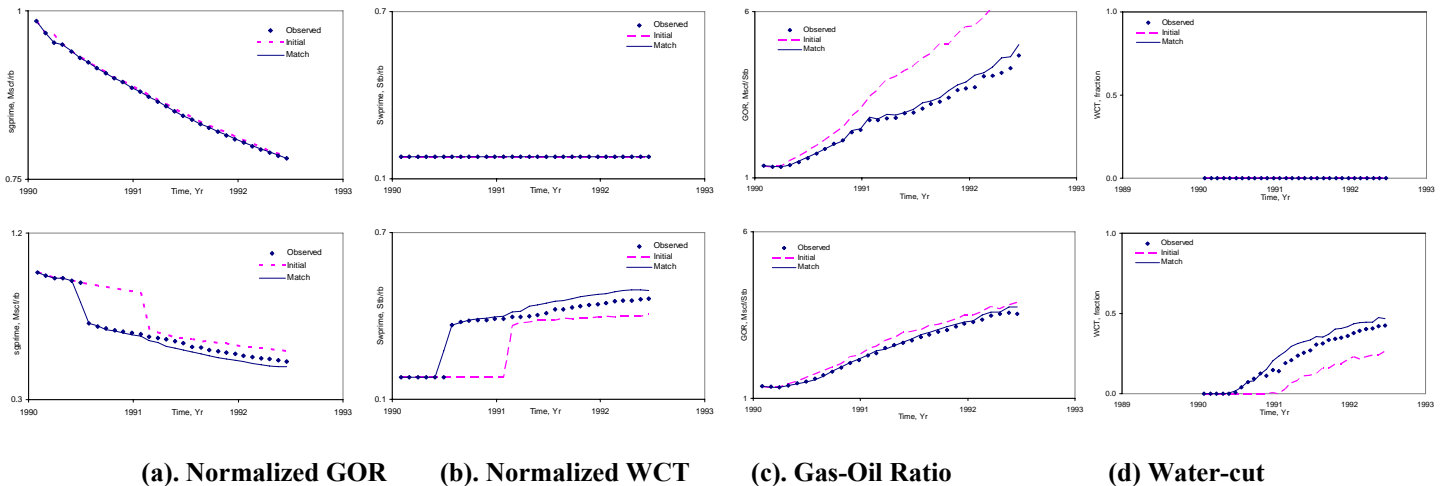 1
sgprime, Mscf/rb
Observed
Initial
Match
0.75
1990
1991
1992
1993
Time, Yr
0.7
Swprime, Stb/rb
Observed
Initial
Match
0.1
1990
1991
1992
1993
Time, Yr
6
GOR, Mscf/Stb
Observed
Initial
Match
1
1990
1991
1992
1993
Time, Yr
1.0
WCT, fraction
0.5
0.0
Observed
Initial
Match
1989
1990
1991
1992
1993
Time, Yr
1.2
sgprime, Mscf/rb
Observed
Initial
Match
0.3
1990
1991
1992
1993
Time, Yr
0.7
Swprime, Stb/rb
Observed
Initial
Match
0.1
1990
1991
1992
1993
Time, Yr
6
GOR, Mscf/Stb
Observed
Initial
Match
1
1990
1991
1992
1993
Time, Yr
1.0
WCT, fraction
0.5
0.0
Observed
Initial
Match
1989
1990
1991
1992
1993
Time, Yr
(a). Normalized GOR
(b). Normalized WCT
(c). Gas-Oil Ratio
(d) Water-cut